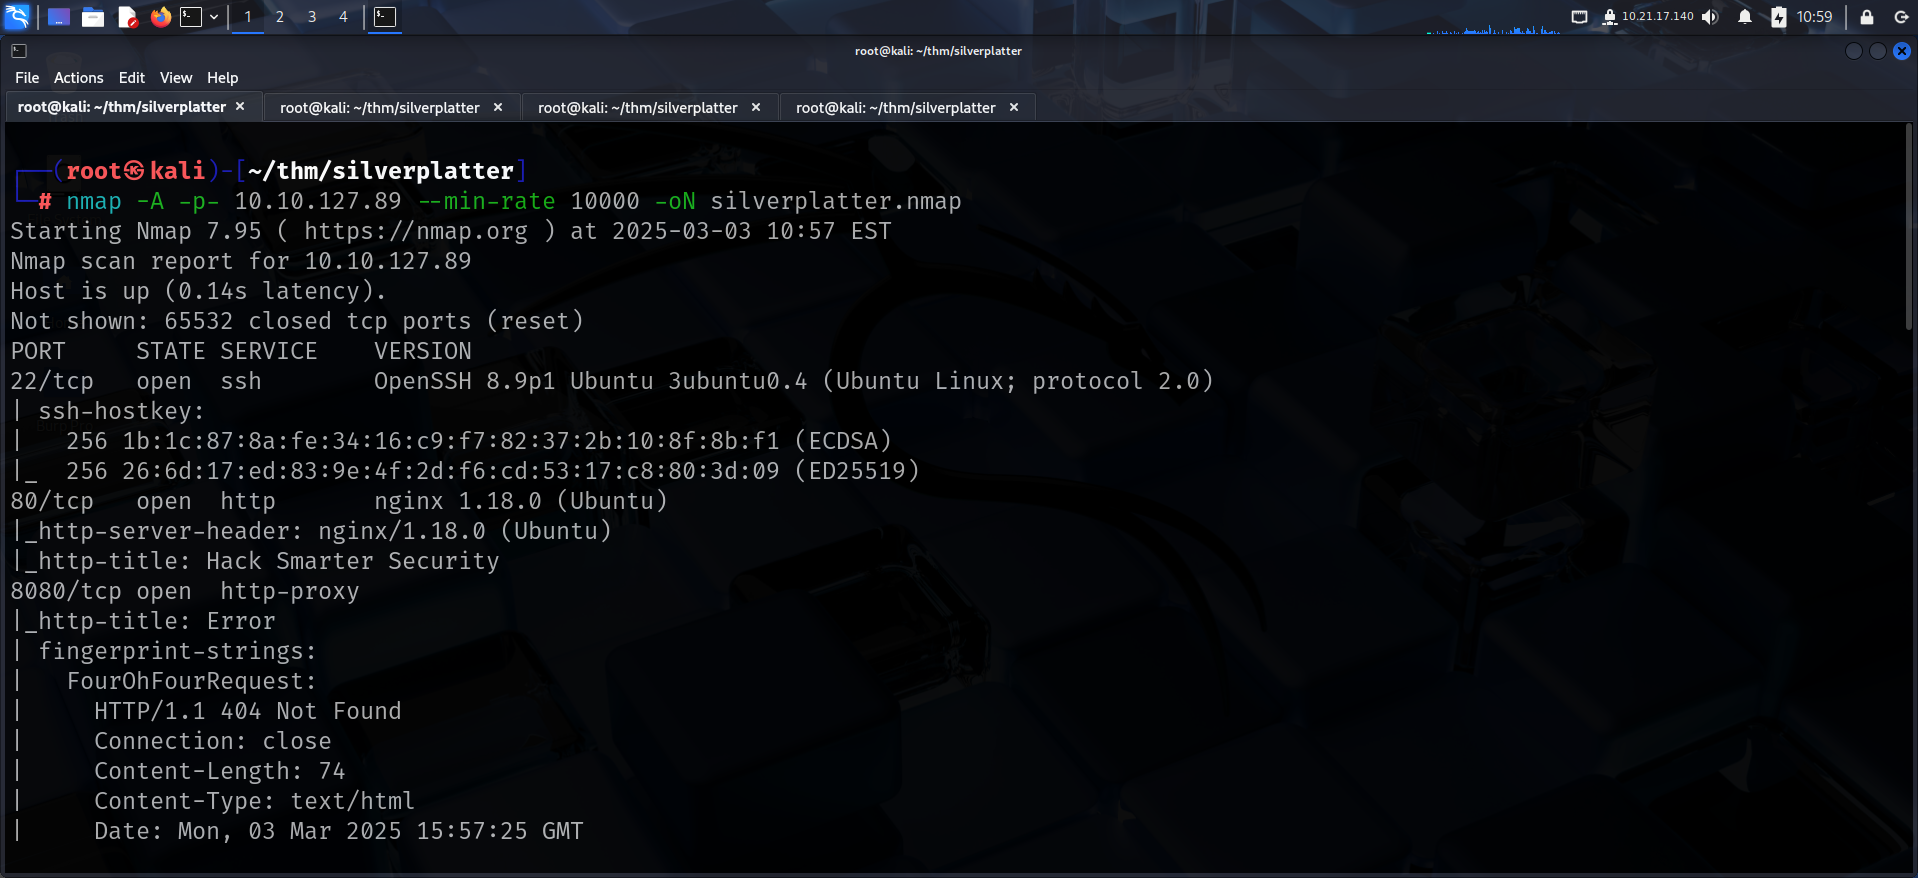 1 2 3 4 10.21.17.140 10:59
root@kali: ~/thm/silverplatter
File Actions Edit View Help
root@kali: ~/thm/silverplatter × root@kali: ~/thm/silverplatter × root@kali: ~/thm/silverplatter × root@kali: ~/thm/silverplatter ×
┌──(root㉿kali)-[~/thm/silverplatter]
└─# nmap -A -p- 10.10.127.89 --min-rate 10000 -oN silverplatter.nmap
Starting Nmap 7.95 ( https://nmap.org ) at 2025-03-03 10:57 EST
Nmap scan report for 10.10.127.89
Host is up (0.14s latency).
Not shown: 65532 closed tcp ports (reset)
PORT     STATE SERVICE    VERSION
22/tcp   open  ssh        OpenSSH 8.9p1 Ubuntu 3ubuntu0.4 (Ubuntu Linux; protocol 2.0)
| ssh-hostkey:
|   256 1b:1c:87:8a:fe:34:16:c9:f7:82:37:2b:10:8f:8b:f1 (ECDSA)
|_  256 26:6d:17:ed:83:9e:4f:2d:f6:cd:53:17:c8:80:3d:09 (ED25519)
80/tcp   open  http       nginx 1.18.0 (Ubuntu)
|_http-server-header: nginx/1.18.0 (Ubuntu)
|_http-title: Hack Smarter Security
8080/tcp open  http-proxy
|_http-title: Error
| fingerprint-strings:
|   FourOhFourRequest:
|     HTTP/1.1 404 Not Found
|     Connection: close
|     Content-Length: 74
|     Content-Type: text/html
|     Date: Mon, 03 Mar 2025 15:57:25 GMT